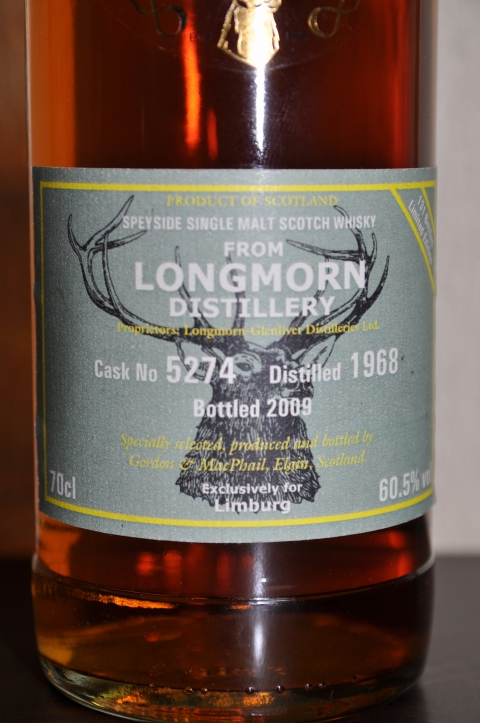 PRODUCT OF SCOTLAND
SPEYSIDE SINGLE MALT SCOTCH WHISKY
FROM
LONGMORN
DISTILLERY
Proprietors: Longmorn-Glenlivet Distilleries Ltd.
Cask No 5274 Distilled 1968
Bottled 2009
Specially selected, produced and bottled by
Gordon & MacPhail, Elgin, Scotland.
Exclusively for
Limburg
70cl
60.5% vol
Limited